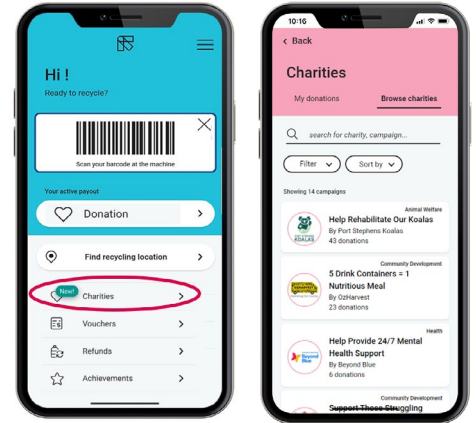 Hi !
Ready to recycle?
Scan your barcode at the machine
Your active payout
Donation
Find recycling location
New!
Charities
Vouchers
Refunds
Achievements
10:16
< Back
Charities
My donations
Browse charities
search for charity, campaign...
Filter
Sort by
Showing 14 campaigns
Animal Welfare
Help Rehabilitate Our Koalas
By Port Stephens Koalas
43 donations
KOALAS
Community Development
5 Drink Containers = 1
Nutritious Meal
By OzHarvest
23 donations
Health
Help Provide 24/7 Mental
Health Support
By Beyond Blue
6 donations
Beyond
Blue
Community Development
Support Those Struggling